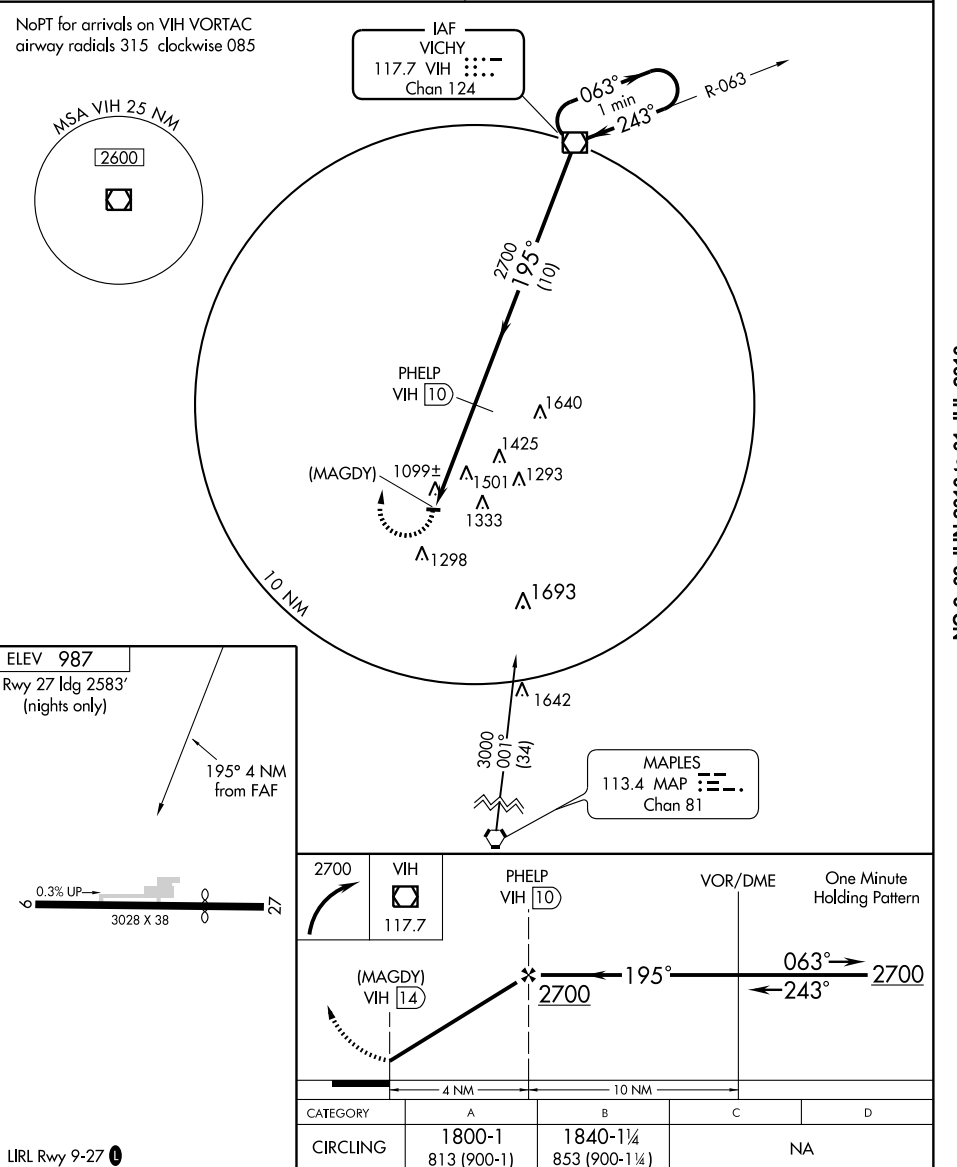 NoPT for arrivals on VIH VORTAC
airway radials 315 clockwise 085
MSA VIH 25 NM
2600
IAF
VICHY
117.7 VIH
Chan 124
063°
1 min
243°
R-063
2700
195°
(10)
PHELP
VIH 10
1640
1425
(MAGDY)
1099±
1501
1293
1333
1298
1693
10 NM
1642
3000
001°
(34)
MAPLES
113.4 MAP
Chan 81
ELEV 987
Rwy 27 ldg 2583'
(nights only)
195° 4 NM
from FAF
0.3% UP
9
27
3028 X 38
LIRL Rwy 9-27 L
2700
VIH
117.7
PHELP
VIH 10
VOR/DME
One Minute
Holding Pattern
(MAGDY)
VIH 14
2700
195°
063°
243°
2700
4 NM
10 NM
CATEGORY A B C D
CIRCLING 1800-1 1840-1¼ NA
813 (900-1) 853 (900-1¼)